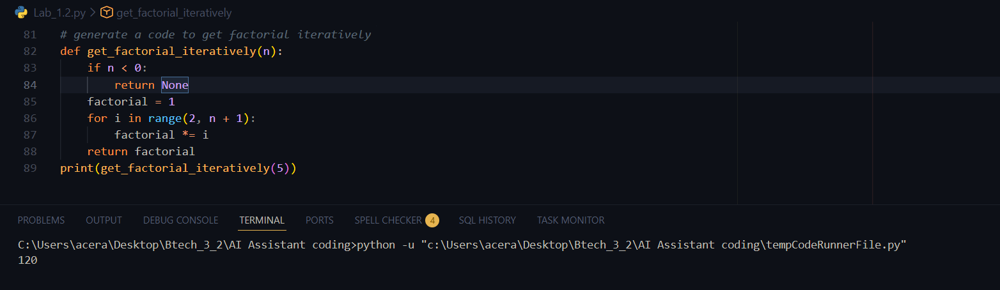 Lab_1.2.py > get_factorial_iteratively
81 # generate a code to get factorial iteratively
82 def get_factorial_iteratively(n):
83     if n < 0:
84         return None
85     factorial = 1
86     for i in range(2, n + 1):
87         factorial *= i
88     return factorial
89 print(get_factorial_iteratively(5))
PROBLEMS OUTPUT DEBUG CONSOLE TERMINAL PORTS SPELL CHECKER 4 SQL HISTORY TASK MONITOR
C:\Users\acera\Desktop\Btech_3_2\AI Assistant coding>python -u "c:\Users\acera\Desktop\Btech_3_2\AI Assistant coding\tempCodeRunnerFile.py"
120